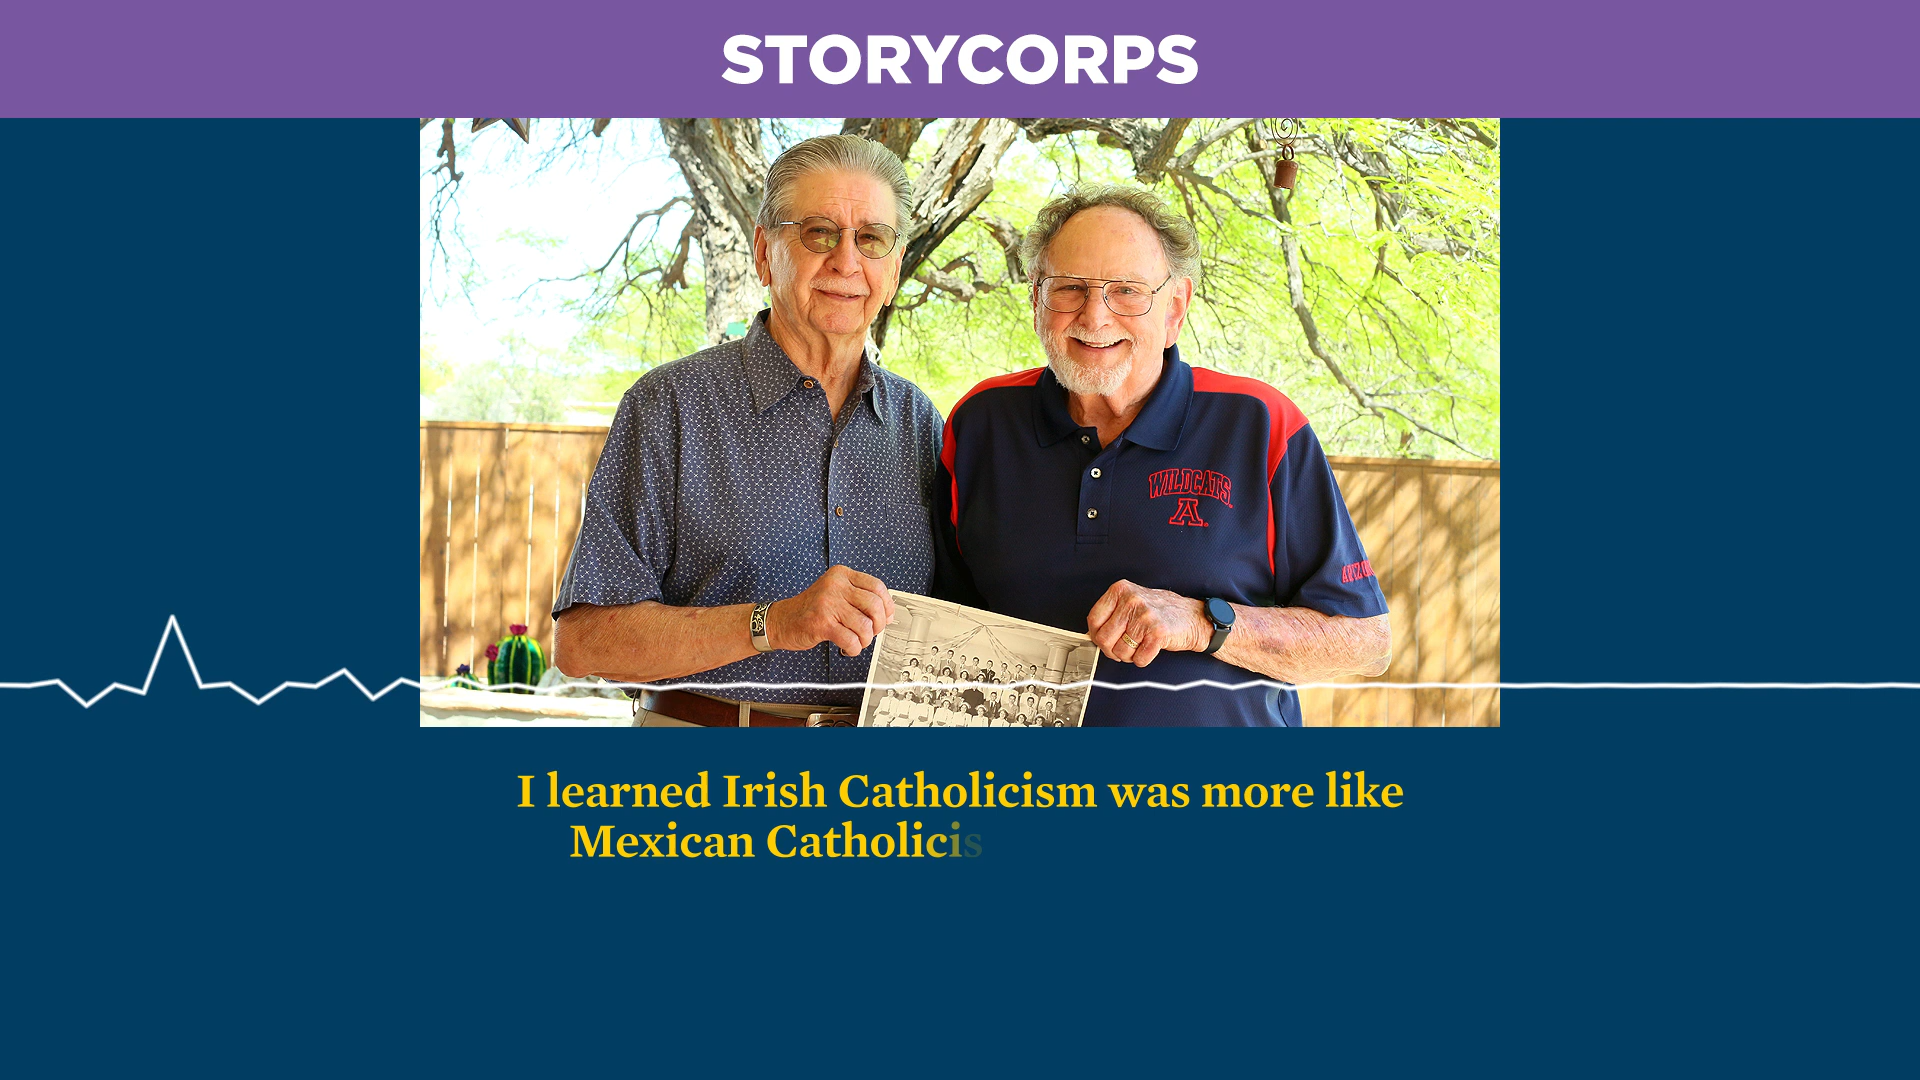 STORYCORPS
WILDCATS
A
I learned Irish Catholicism was more like
Mexican Catholicis